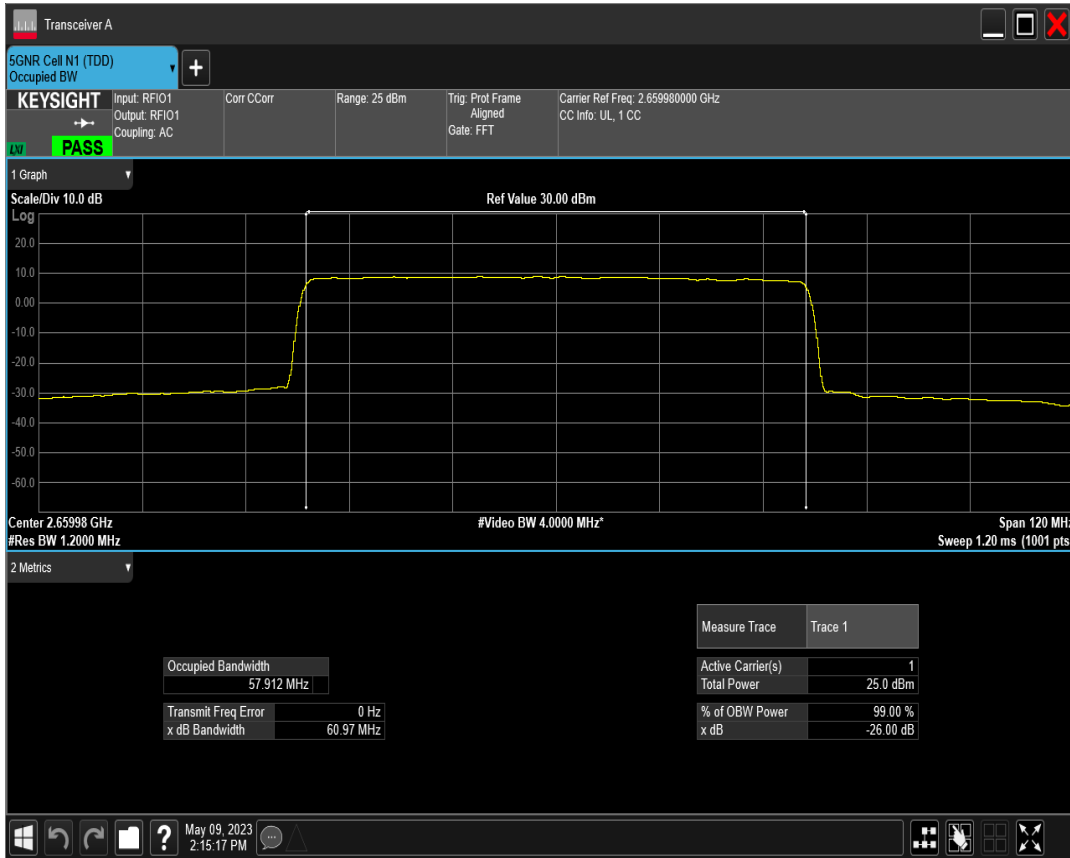 Transceiver A
5GNR Cell N1 (TDD)
Occupied BW
+
KEYSIGHT
LXI
PASS
Input: RFIO1
Output: RFIO1
Coupling: AC
Corr CCorr
Range: 25 dBm
Trig: Prot Frame
Aligned
Gate: FFT
Carrier Ref Freq: 2.659980000 GHz
CC Info: UL, 1 CC
1 Graph
Scale/Div 10.0 dB
Ref Value 30.00 dBm
Log
20.0
10.0
0.00
-10.0
-20.0
-30.0
-40.0
-50.0
-60.0
Center 2.65998 GHz
#Video BW 4.0000 MHz*
Span 120 MHz
#Res BW 1.2000 MHz
Sweep 1.20 ms (1001 pts
2 Metrics
Measure Trace Trace 1
Occupied Bandwidth
57.912 MHz
Active Carrier(s) 1
Total Power 25.0 dBm
Transmit Freq Error 0 Hz
x dB Bandwidth 60.97 MHz
% of OBW Power 99.00 %
x dB -26.00 dB
?
May 09, 2023
2:15:17 PM